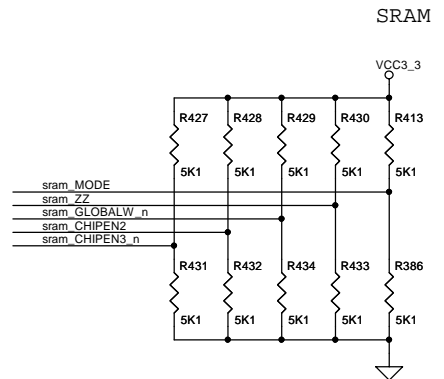 SRAM
VCC3_3
R427 R428 R429 R430 R413
5K1 5K1 5K1 5K1 5K1
sram_MODE
sram_ZZ
sram_GLOBALW_n
sram_CHIPEN2
sram_CHIPEN3_n
R431 R432 R434 R433 R386
5K1 5K1 5K1 5K1 5K1